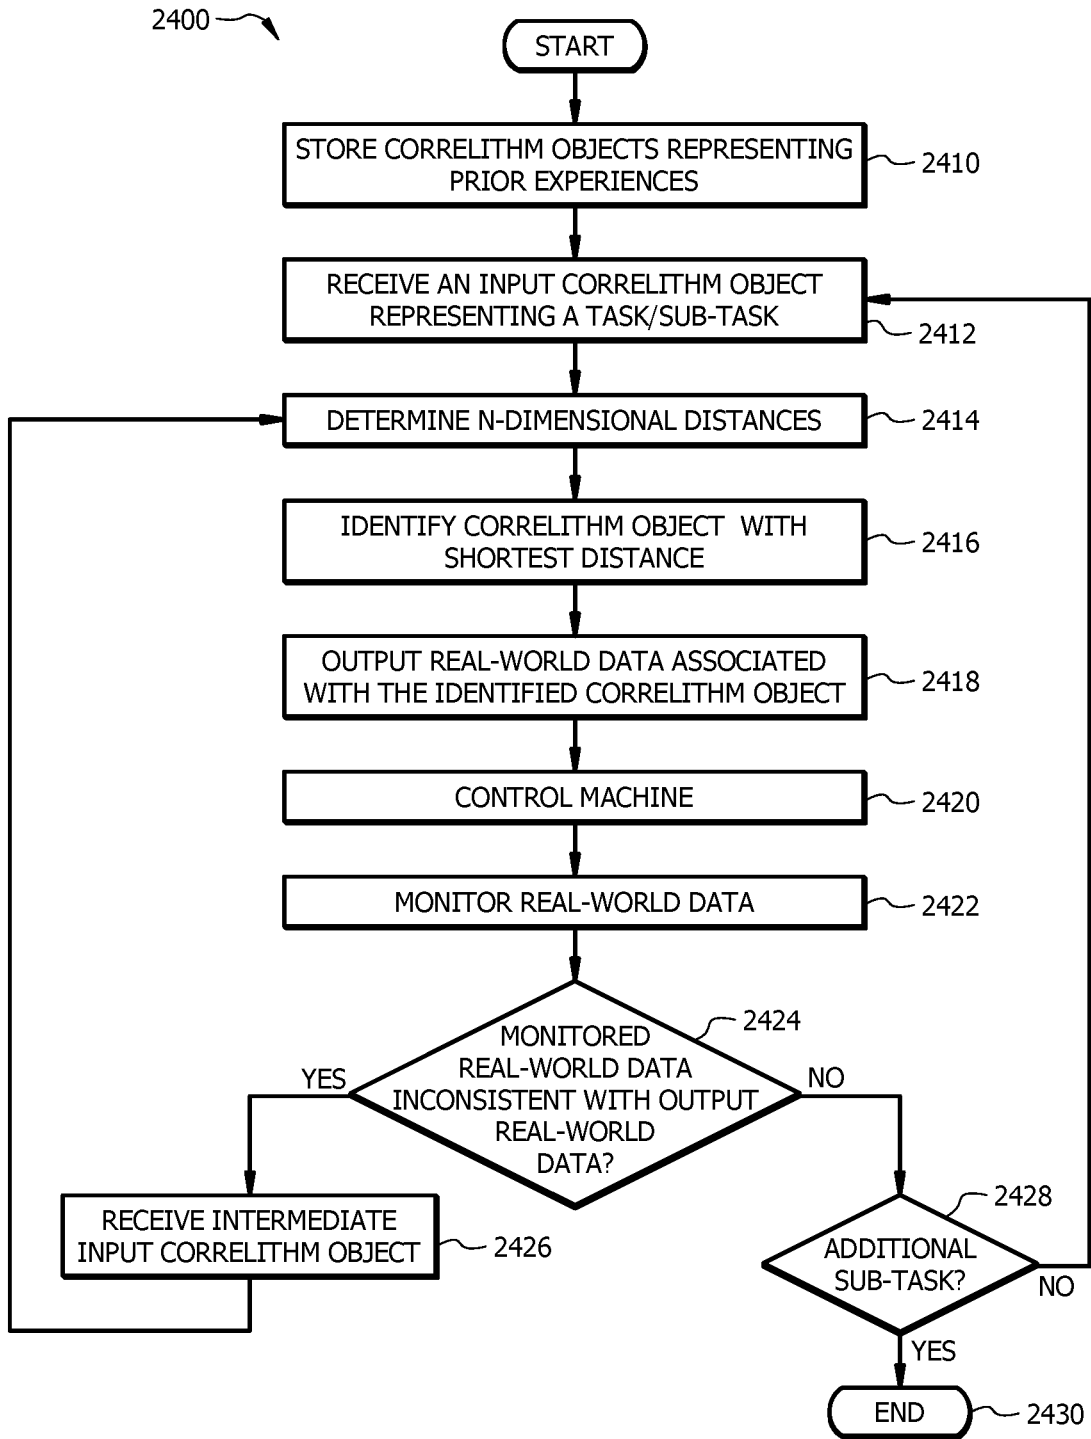 2400
START
STORE CORRELITHM OBJECTS REPRESENTING
PRIOR EXPERIENCES
2410
RECEIVE AN INPUT CORRELITHM OBJECT
REPRESENTING A TASK/SUB-TASK
2412
DETERMINE N-DIMENSIONAL DISTANCES
2414
IDENTIFY CORRELITHM OBJECT WITH
SHORTEST DISTANCE
2416
OUTPUT REAL-WORLD DATA ASSOCIATED
WITH THE IDENTIFIED CORRELITHM OBJECT
2418
CONTROL MACHINE
2420
MONITOR REAL-WORLD DATA
2422
MONITORED
REAL-WORLD DATA
INCONSISTENT WITH OUTPUT
REAL-WORLD
DATA?
2424
YES
NO
RECEIVE INTERMEDIATE
INPUT CORRELITHM OBJECT
2426
ADDITIONAL
SUB-TASK?
2428
NO
YES
END
2430